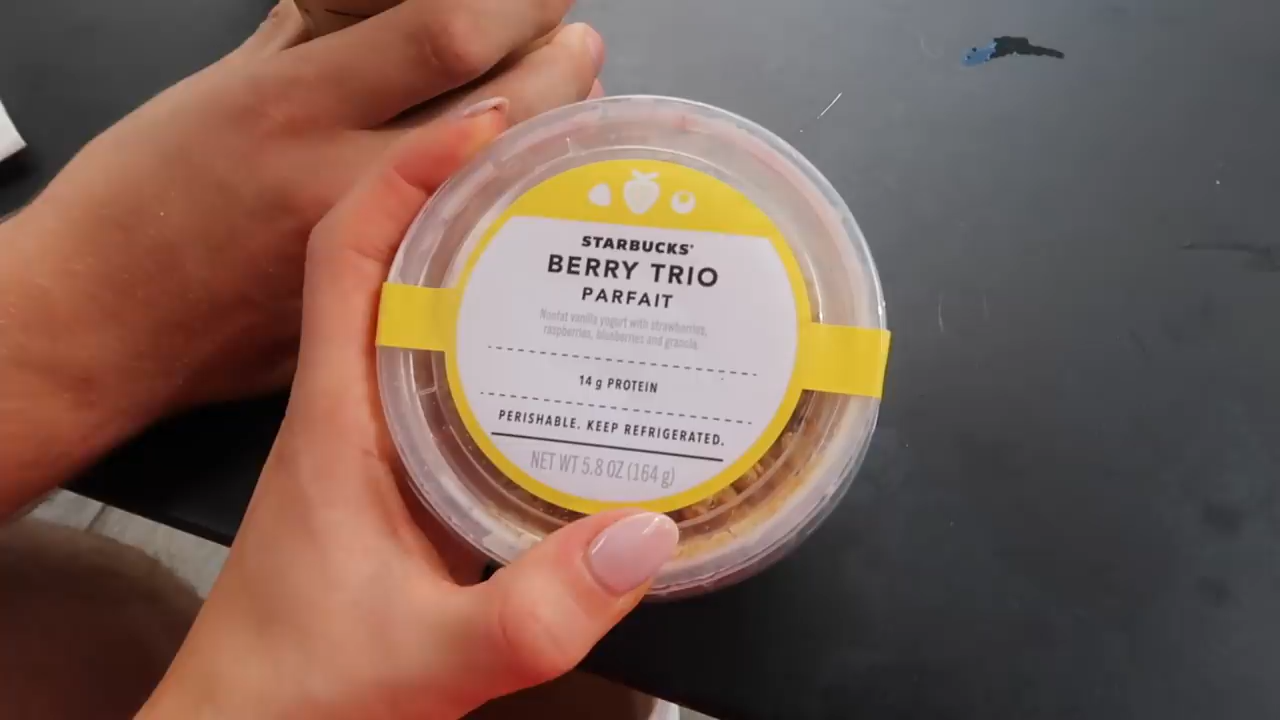 STARBUCKS®
BERRY TRIO
PARFAIT
Nonfat vanilla yogurt with strawberries,
raspberries, blueberries and granola.
14 g PROTEIN
PERISHABLE. KEEP REFRIGERATED.
NET WT 5.8 OZ (164 g)